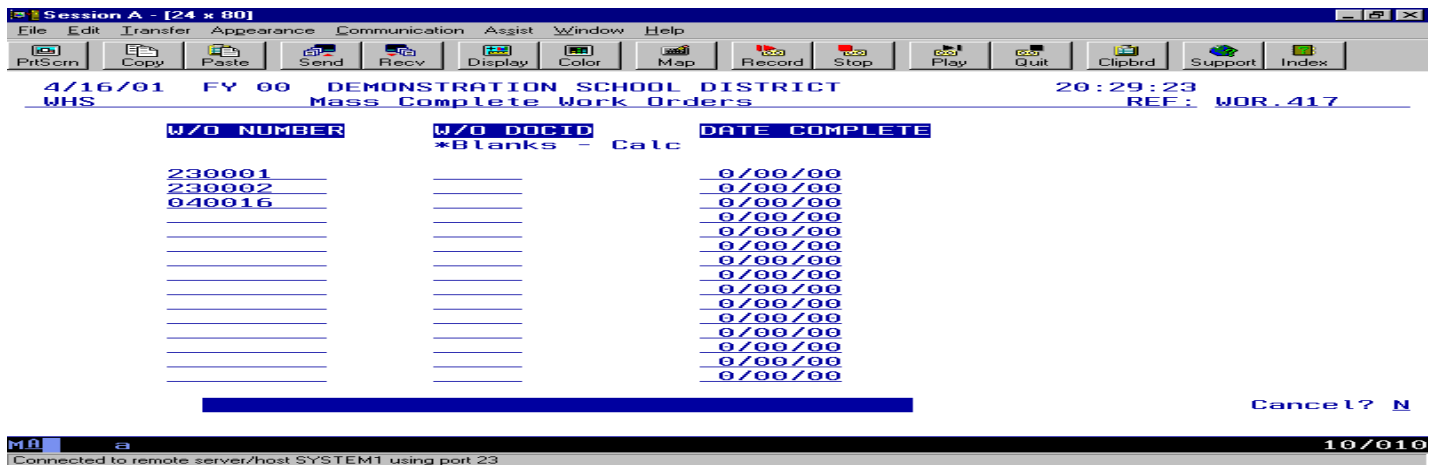 Session A - [24 x 80]
File Edit Transfer Appearance Communication Assist Window Help
PrtScrn Copy Paste Send Recv Display Color Map Record Stop Play Quit Clipbrd Support Index
4/16/01 FY 00 DEMONSTRATION SCHOOL DISTRICT 20:29:23
WHS Mass Complete Work Orders REF: WOR.417
W/O NUMBER W/O DOCID DATE COMPLETE
*Blanks - Calc
230001 0/00/00
230002 0/00/00
040016 0/00/00
0/00/00
0/00/00
0/00/00
0/00/00
0/00/00
0/00/00
0/00/00
0/00/00
0/00/00
0/00/00
0/00/00
0/00/00
Cancel? N
MA a 10/010
Connected to remote server/host SYSTEM1 using port 23